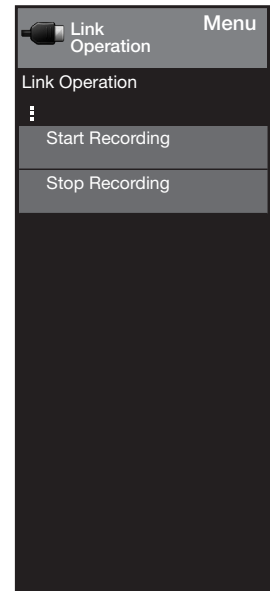 Link
Operation
Menu
Link Operation
Start Recording
Stop Recording